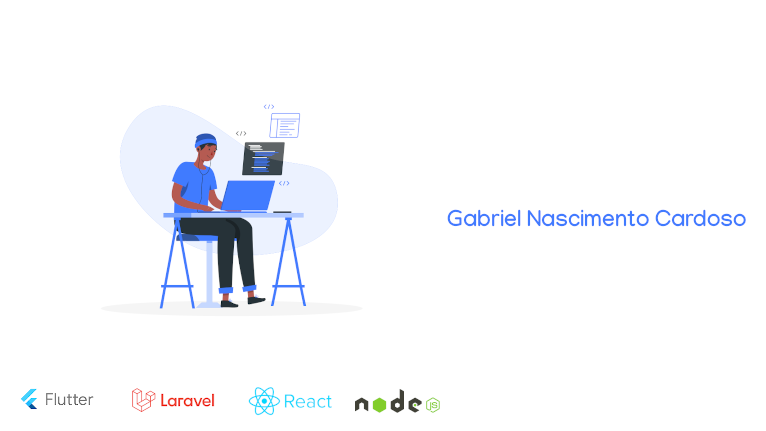 </>
</>
</>
Gabriel Nascimento Cardoso
Flutter
Laravel
React
node
JS